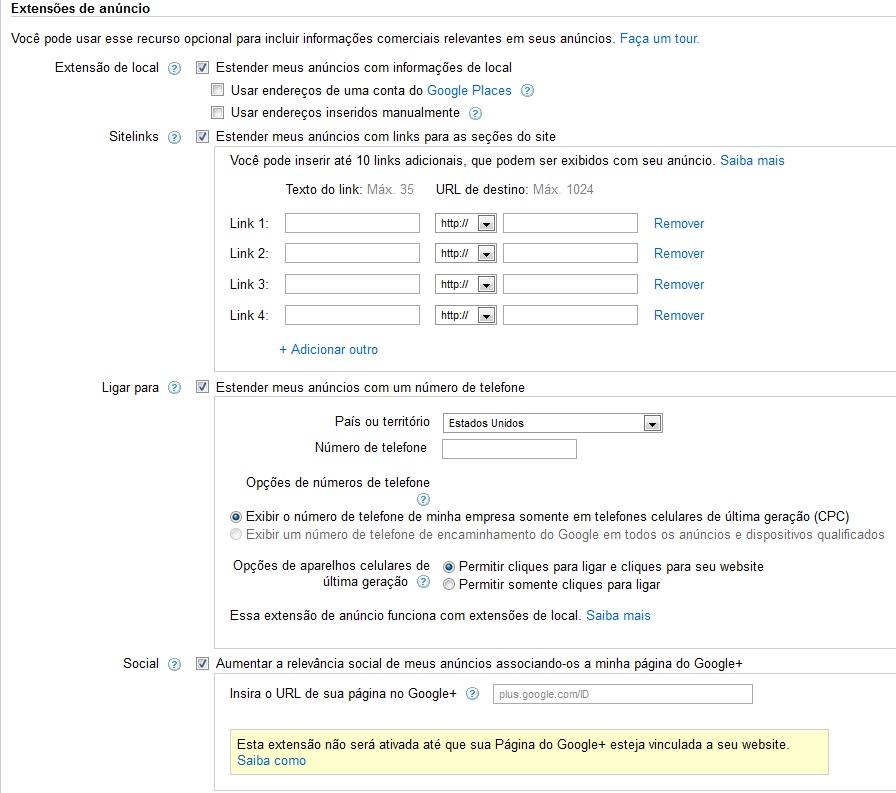 Extensões de anúncio
Você pode usar esse recurso opcional para incluir informações comerciais relevantes em seus anúncios. Faça um tour.
Extensão de local ? Estender meus anúncios com informações de local
Usar endereços de uma conta do Google Places ?
Usar endereços inseridos manualmente ?
Sitelinks ? Estender meus anúncios com links para as seções do site
Você pode inserir até 10 links adicionais, que podem ser exibidos com seu anúncio. Saiba mais
Texto do link: Máx. 35 URL de destino: Máx. 1024
Link 1: http:// Remover
Link 2: http:// Remover
Link 3: http:// Remover
Link 4: http:// Remover
+ Adicionar outro
Ligar para ? Estender meus anúncios com um número de telefone
País ou território Estados Unidos
Número de telefone
Opções de números de telefone
?
Exibir o número de telefone de minha empresa somente em telefones celulares de última geração (CPC)
Exibir um número de telefone de encaminhamento do Google em todos os anúncios e dispositivos qualificados
Opções de aparelhos celulares de Permitir cliques para ligar e cliques para seu website
última geração ? Permitir somente cliques para ligar
Essa extensão de anúncio funciona com extensões de local. Saiba mais
Social ? Aumentar a relevância social de meus anúncios associando-os a minha página do Google+
Insira o URL de sua página no Google+ ? plus.google.com/ID
Esta extensão não será ativada até que sua Página do Google+ esteja vinculada a seu website.
Saiba como